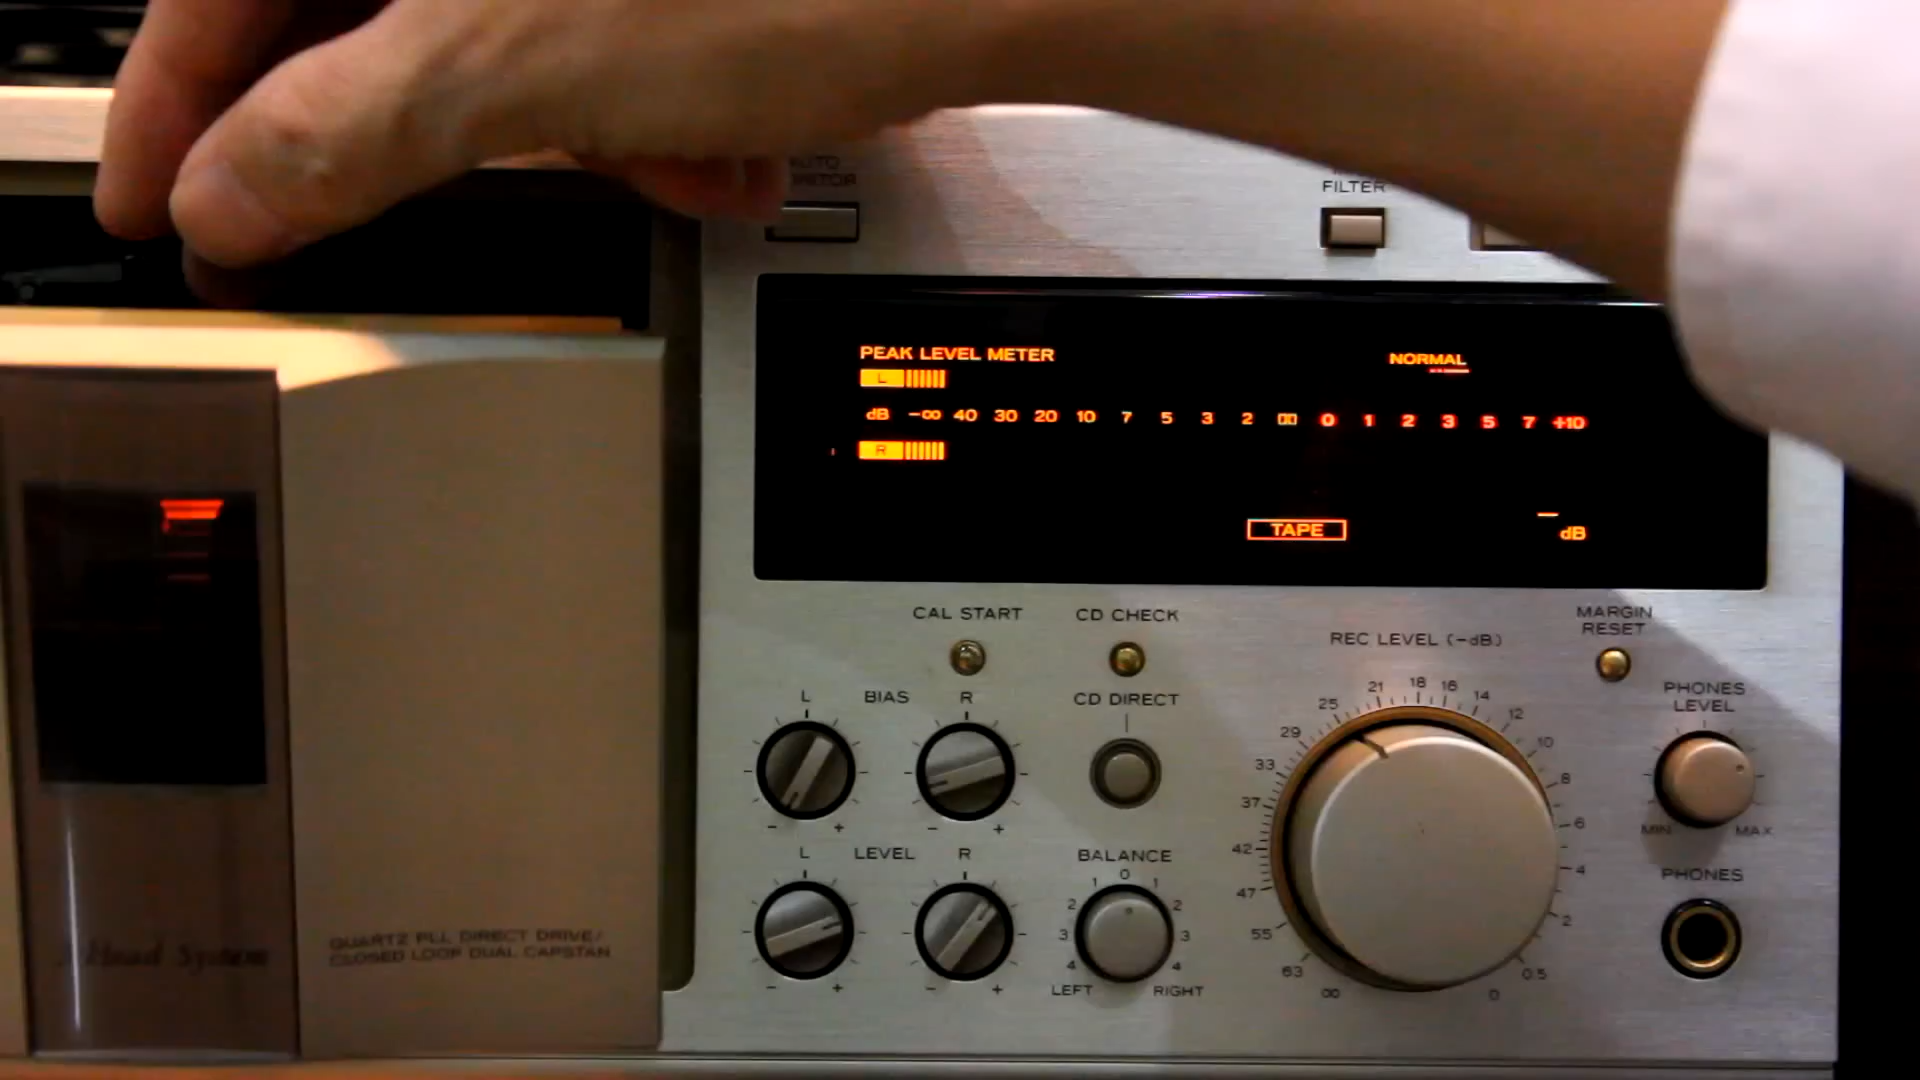 AUTO
FILTER
PEAK LEVEL METER
NORMAL
L
dB -∞ 40 30 20 10 7 5 3 2 0 1 2 3 5 7 +10
R
TAPE
dB
CAL START
CD CHECK
MARGIN
RESET
REC LEVEL (-dB)
L BIAS R
CD DIRECT
PHONES
LEVEL
∞ 63 55 47 42 37 33 29 25 21 18 16 14 12 10 8 6 4 2 0.5 0
- + - +
MIN MAX
L LEVEL R
BALANCE
PHONES
4 3 2 1 0 1 2 3 4
- + - +
LEFT RIGHT
Head System
QUARTZ PLL DIRECT DRIVE/
CLOSED LOOP DUAL CAPSTAN